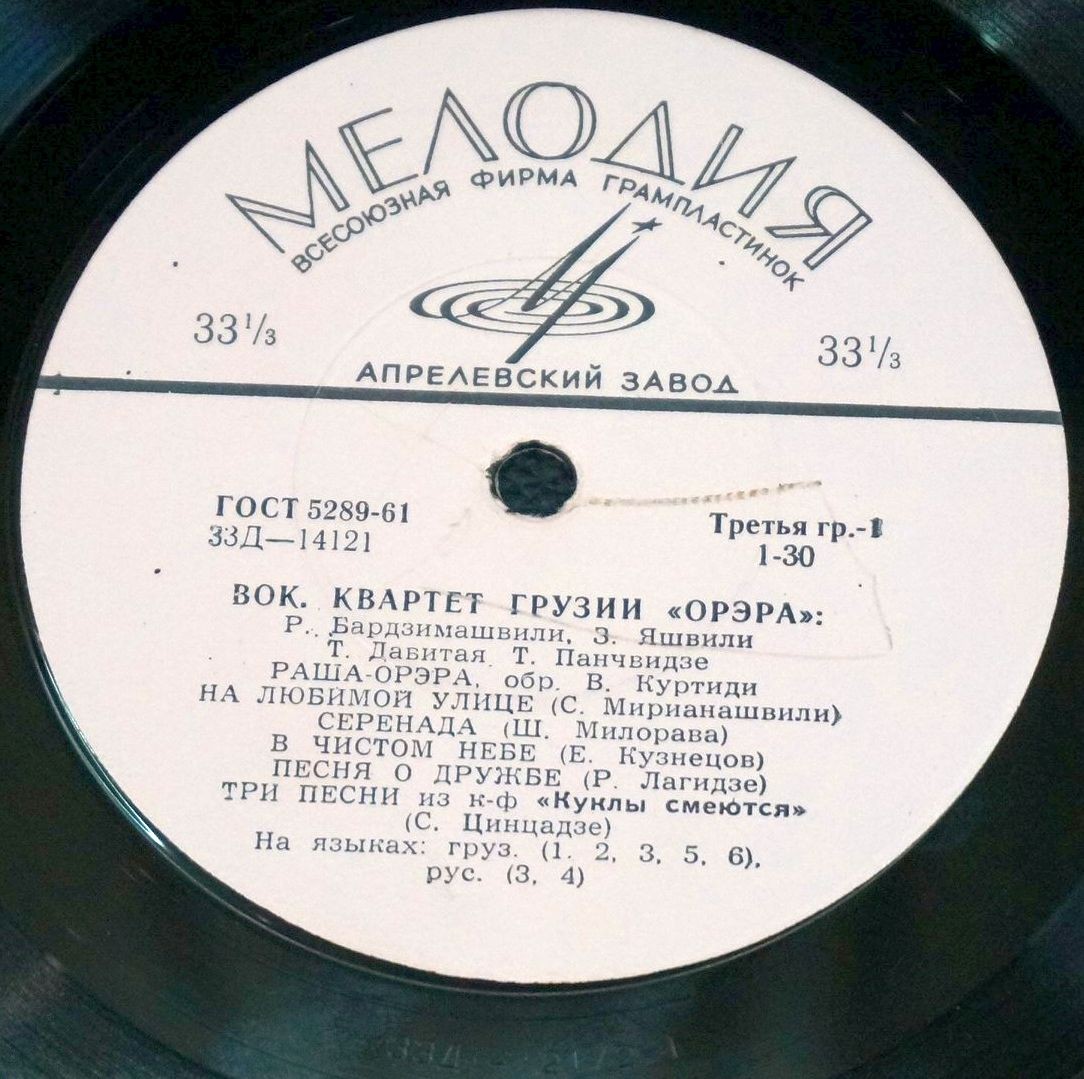 МЕЛОДИЯ
ВСЕСОЮЗНАЯ ФИРМА ГРАМПЛАСТИНОК
33⅓ 33⅓
АПРЕЛЕВСКИЙ ЗАВОД
ГОСТ 5289-61 Третья гр.-1
33Д—14121 1-30
ВОК. КВАРТЕТ ГРУЗИИ «ОРЭРА»:
Р. Бардзимашвили, З. Яшвили
Т. Дабитая Т. Панчвидзе
РАША-ОРЭРА, обр. В. Куртиди
НА ЛЮБИМОЙ УЛИЦЕ (С. Мирианашвили)
СЕРЕНАДА (Ш. Милорава)
В ЧИСТОМ НЕБЕ (Е. Кузнецов)
ПЕСНЯ О ДРУЖБЕ (Р. Лагидзе)
ТРИ ПЕСНИ из к-ф «Куклы смеются»
(С. Цинцадзе)
На языках: груз. (1. 2, 3, 5, 6),
рус. (3, 4)